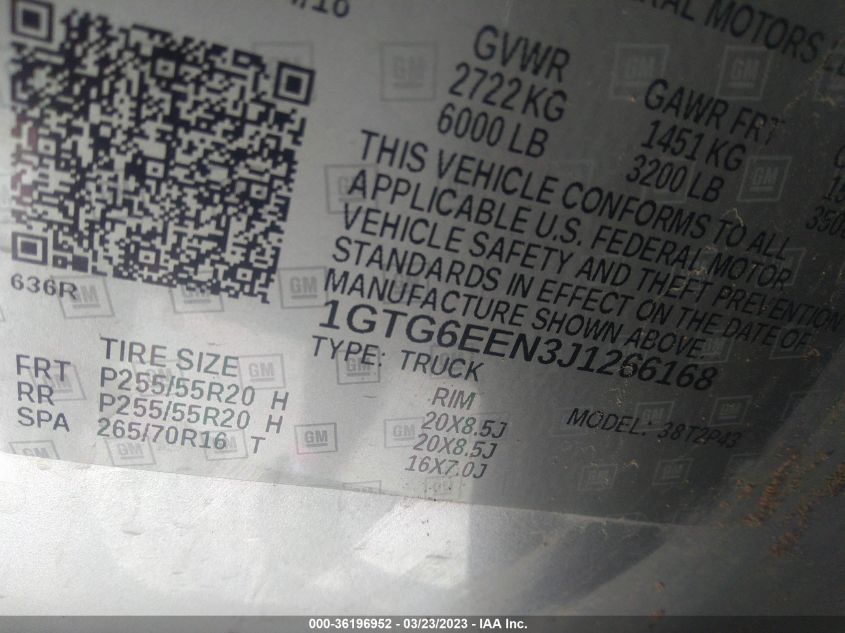 GVWR
2722 KG
6000 LB
GAWR FRT
1451 KG
3200 LB
THIS VEHICLE CONFORMS TO ALL
APPLICABLE U.S. FEDERAL MOTOR
VEHICLE SAFETY AND THEFT PREVENTION
STANDARDS IN EFFECT ON THE DATE OF
MANUFACTURE SHOWN ABOVE.
1GTG6EEN3J1266168
TYPE: TRUCK
MODEL: 38T2P43
636R
TIRE SIZE RIM
FRT P255/55R20 H 20X8.5J
RR P255/55R20 H 20X8.5J
SPA 265/70R16 T 16X7.0J
GM
000-36196952 - 03/23/2023 - IAA Inc.